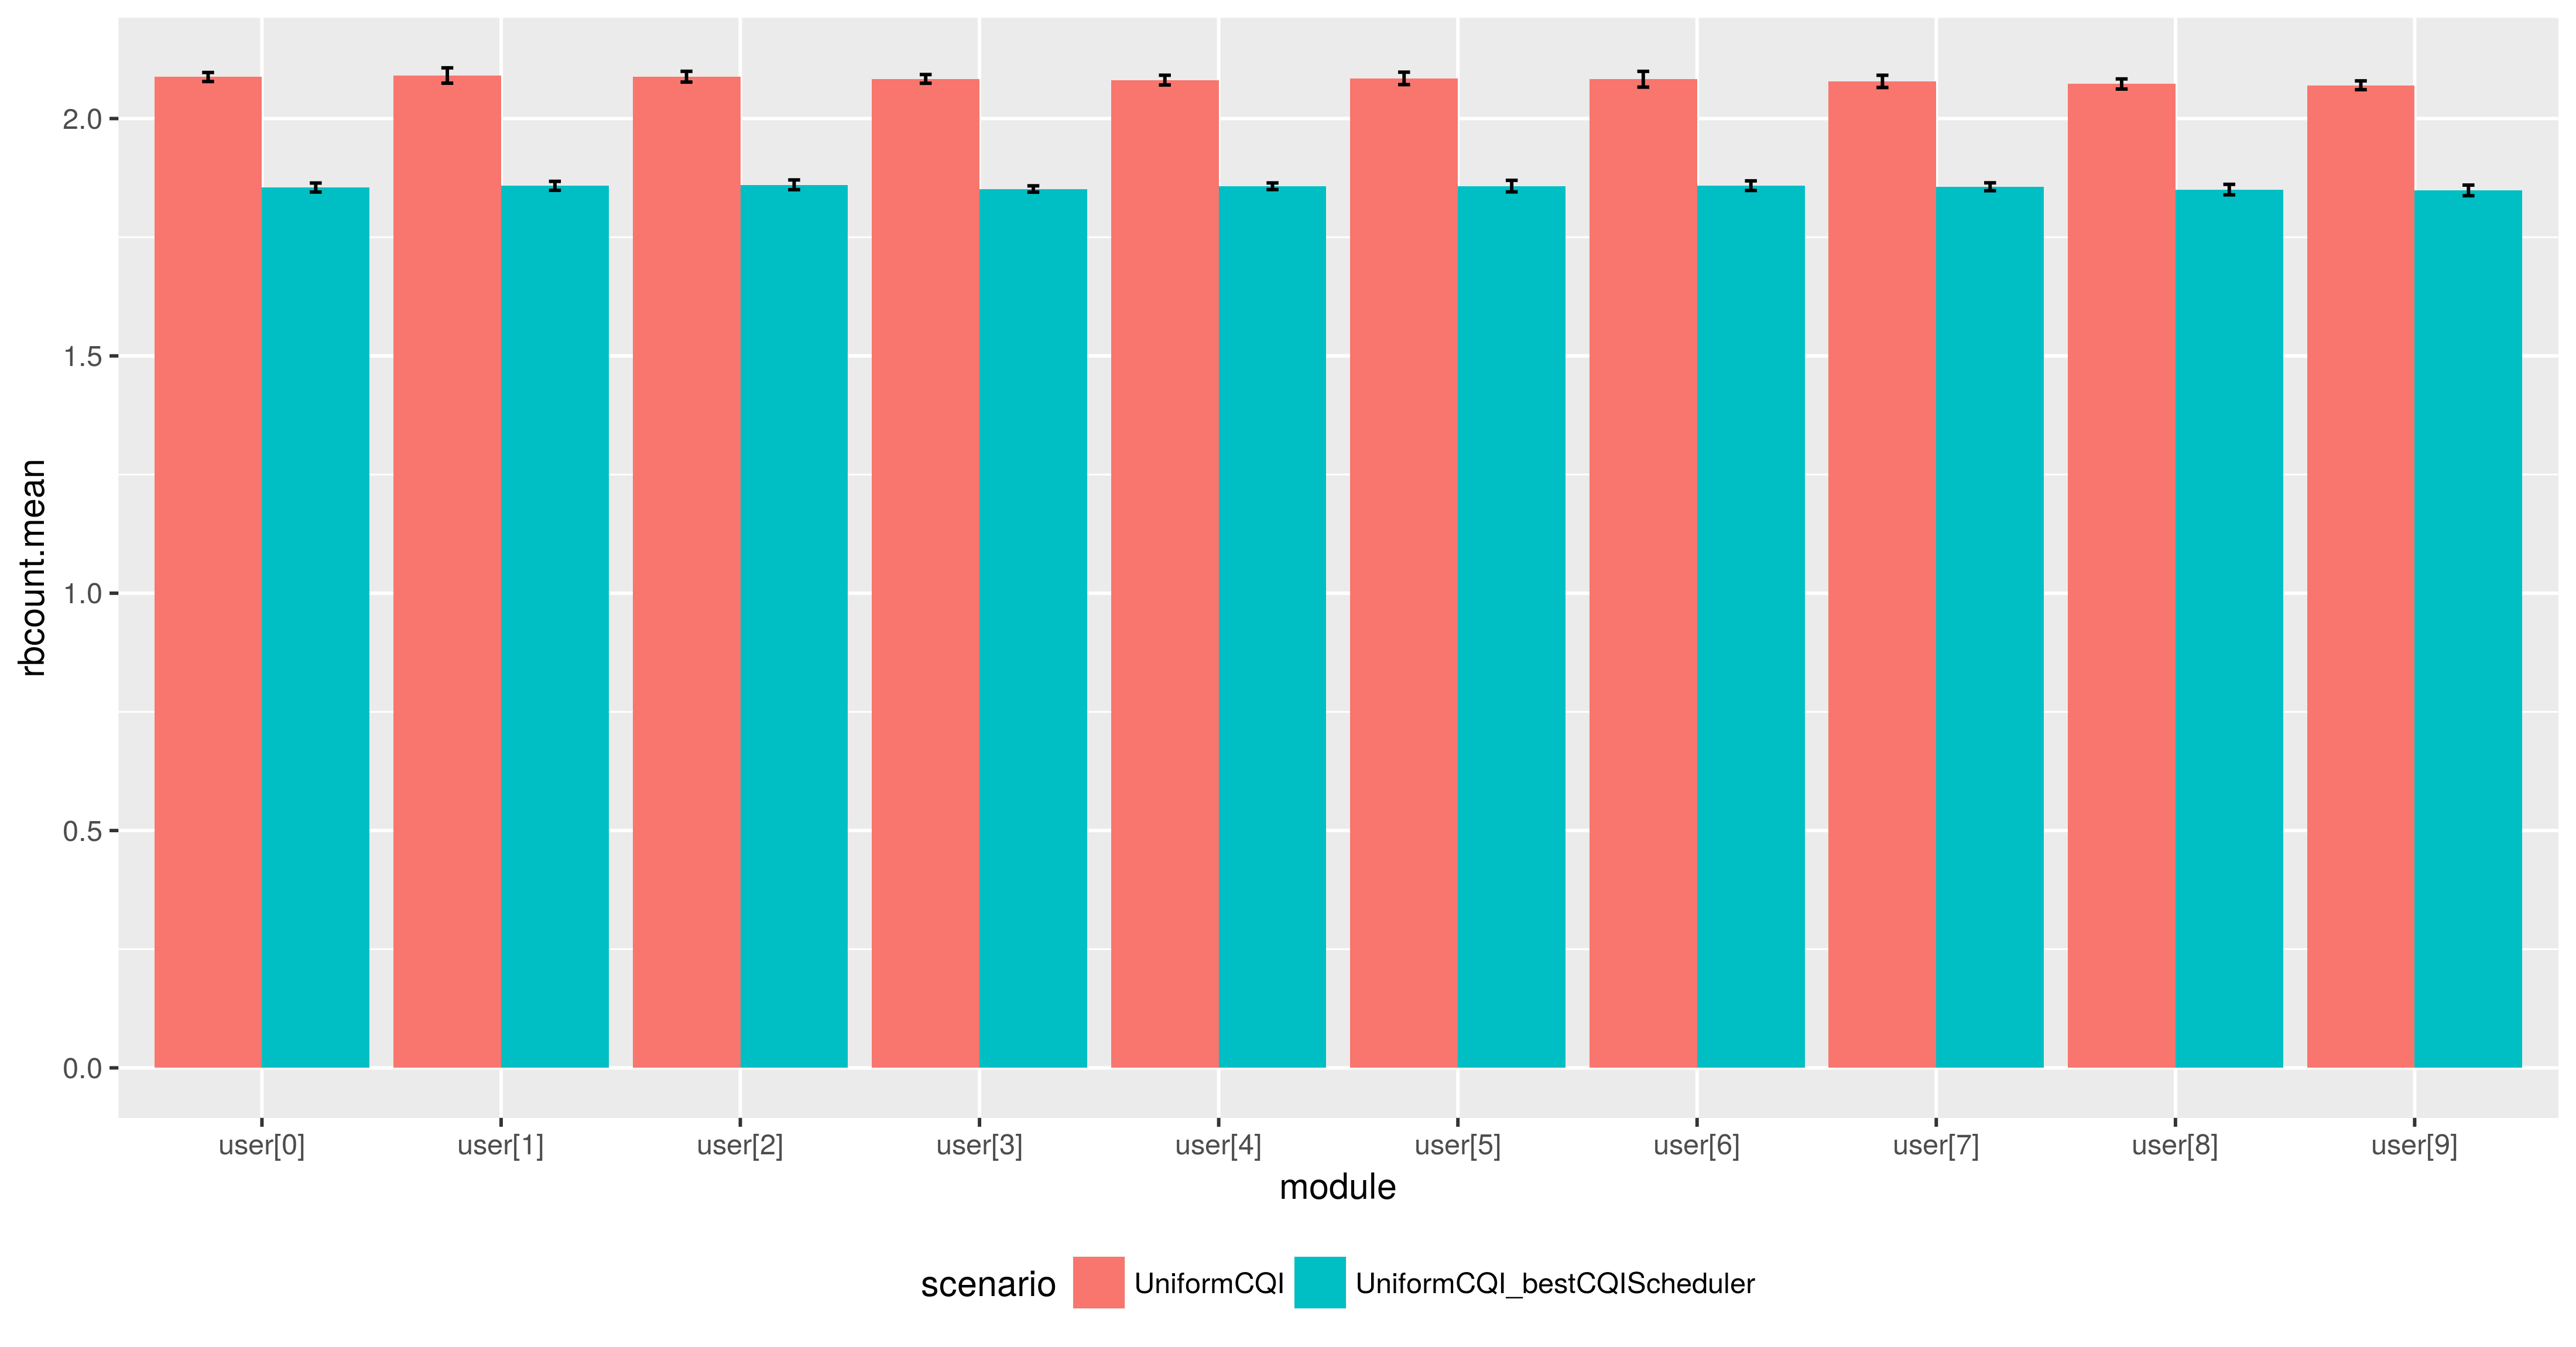 rbcount.mean
2.0
1.5
1.0
0.5
0.0
user[0] user[1] user[2] user[3] user[4] user[5] user[6] user[7] user[8] user[9]
module
scenario UniformCQI UniformCQI_bestCQIScheduler